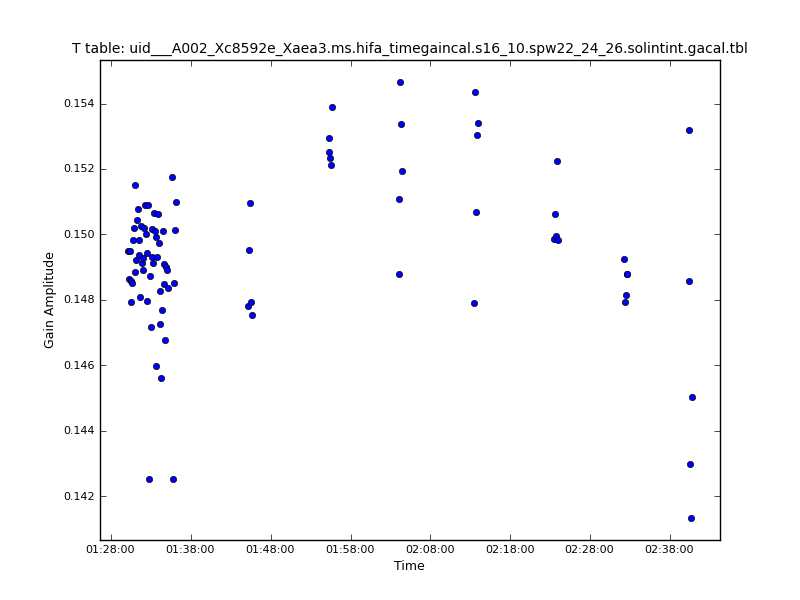 T table: uid___A002_Xc8592e_Xaea3.ms.hifa_timegaincal.s16_10.spw22_24_26.solintint.gacal.tbl
Gain Amplitude
0.154
0.152
0.150
0.148
0.146
0.144
0.142
01:28:00 01:38:00 01:48:00 01:58:00 02:08:00 02:18:00 02:28:00 02:38:00
Time